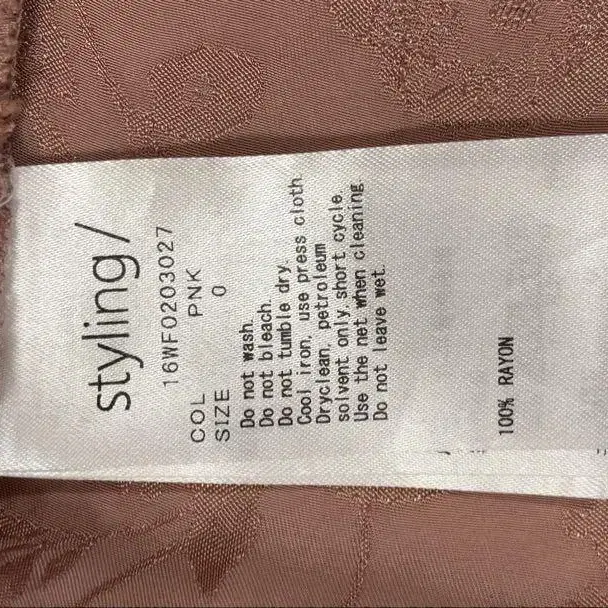 styling/
16WF0203027
COL PNK
SIZE 0
Do not wash.
Do not bleach.
Do not tumble dry.
Cool iron, use press cloth.
Dryclean, petroleum
solvent only, short cycle.
Use the net when cleaning.
Do not leave wet.
100% RAYON